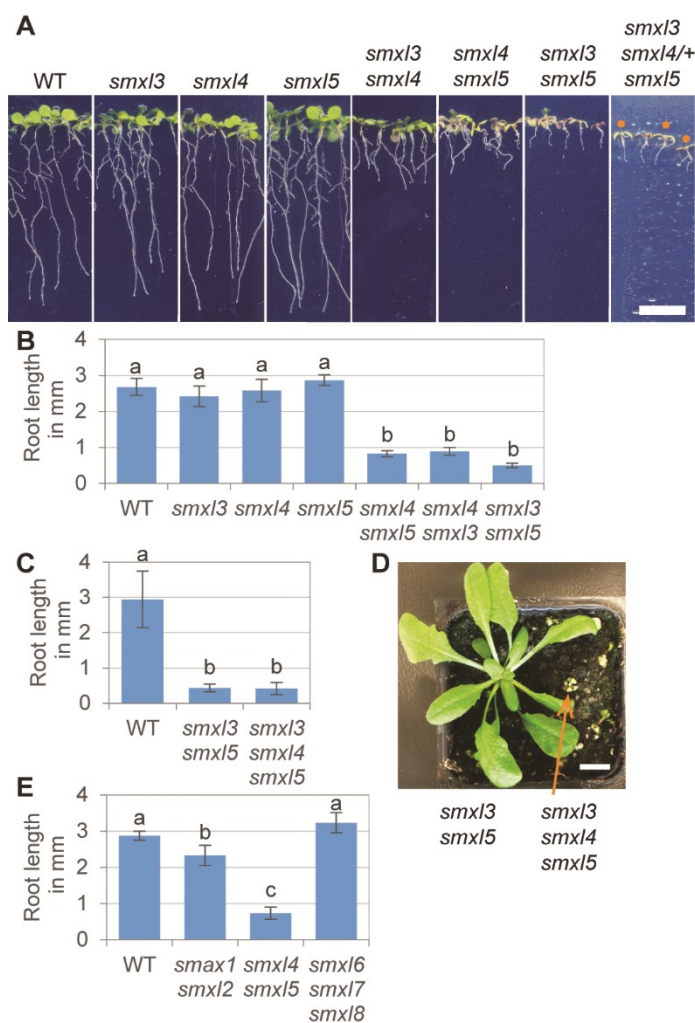 A
WT
smxl3
smxl4
smxl5
smxl3
smxl4
smxl4
smxl5
smxl3
smxl5
smxl3
smxl4/+
smxl5
B
Root length
in mm
4
3
2
1
0
a
a
a
a
b
b
b
WT
smxl3
smxl4
smxl5
smxl4
smxl5
smxl4
smxl3
smxl3
smxl5
C
Root length
in mm
4
3
2
1
0
a
b
b
WT
smxl3
smxl5
smxl3
smxl4
smxl5
D
smxl3
smxl5
smxl3
smxl4
smxl5
E
Root length
in mm
4
3
2
1
0
a
b
c
a
WT
smax1
smxl2
smxl4
smxl5
smxl6
smxl7
smxl8